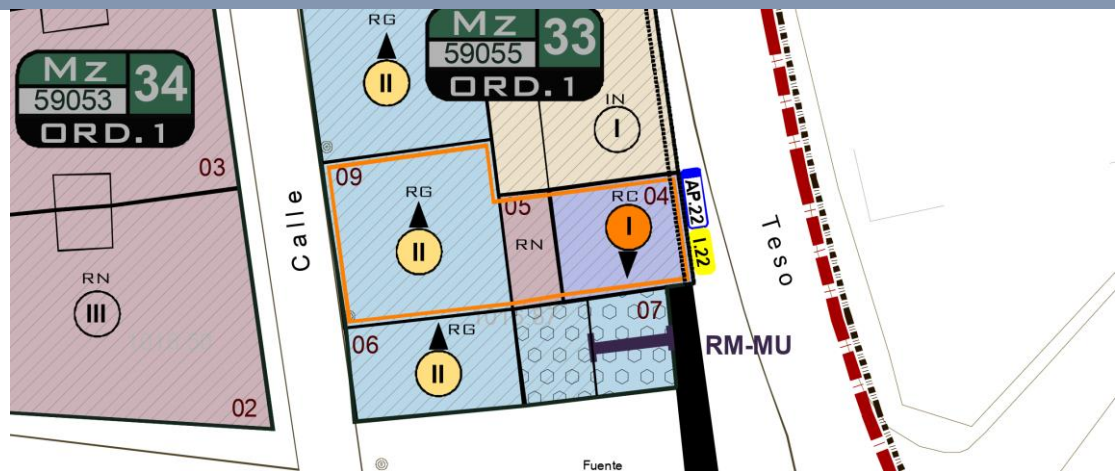 Mz
34
59053
ORD.1
RG
II
Mz
33
59055
ORD.1
IN
I
03
09
RG
II
05
RN
RC
04
I
AP.22
I.22
Calle
Teso
RN
III
02
06
RG
II
07
RM-MU
Fuente